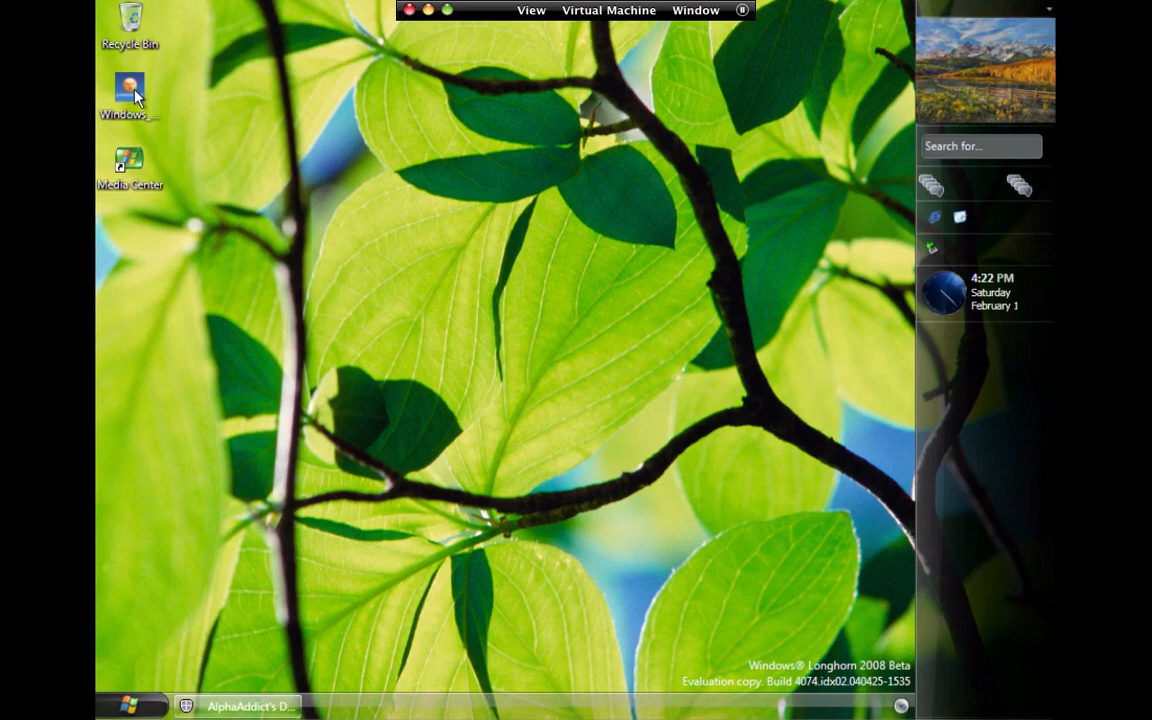 View Virtual Machine Window
Recycle Bin
Windows_...
Media Center
Search for...
4:22 PM
Saturday
February 1
Windows® Longhorn 2008 Beta
Evaluation copy. Build 4074.idx02.040425-1535
AlphaAddict's D...